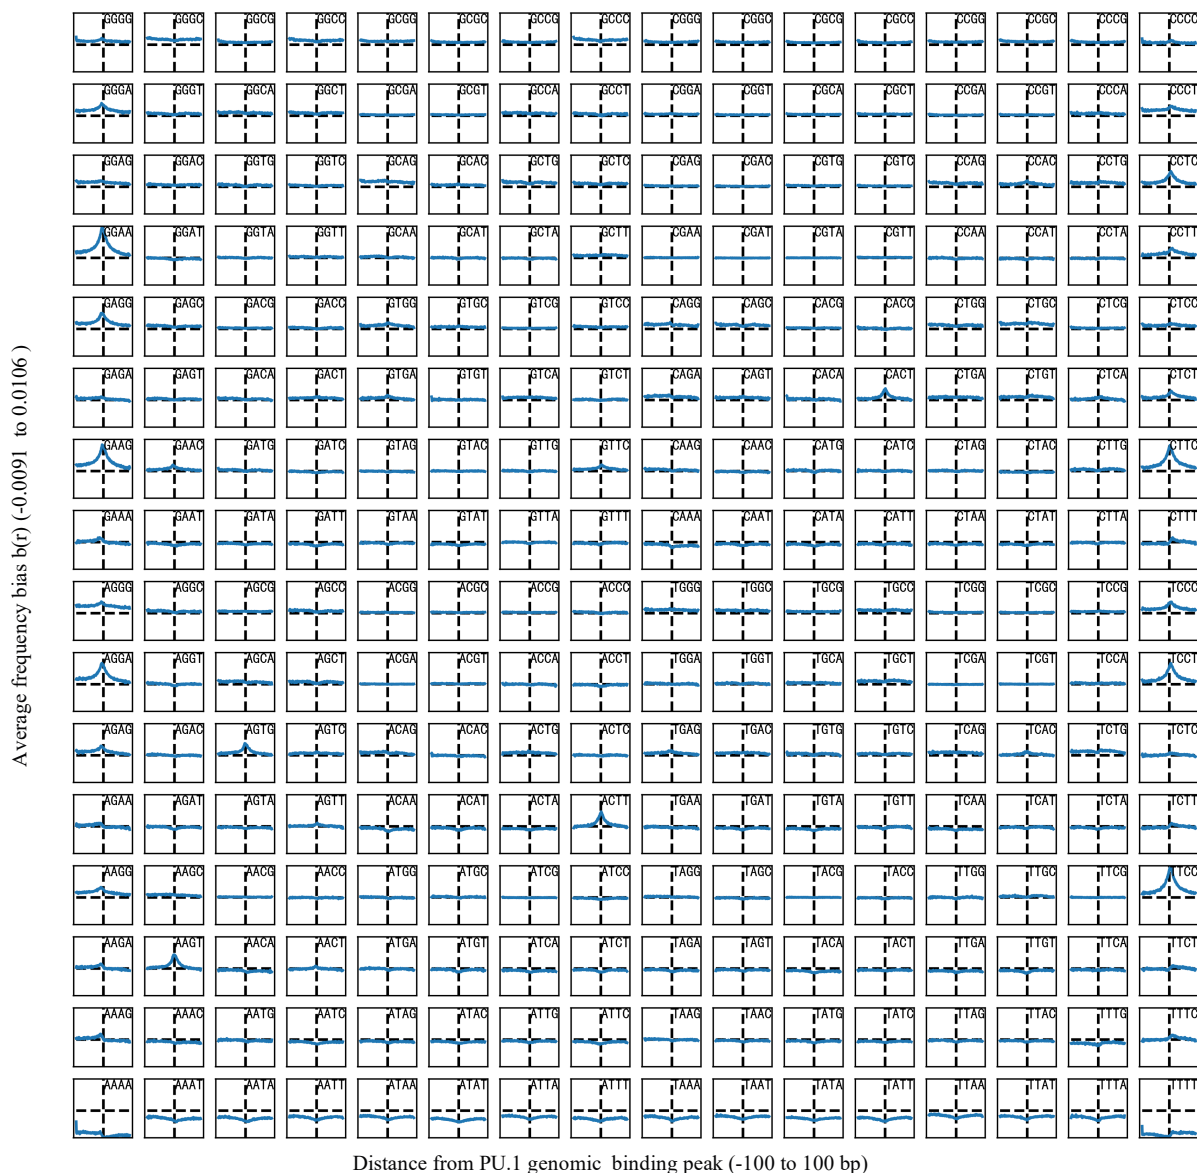 GGGG GGGC GGCG GGCC GCGG GCGC GCCG GCCC CGGG CGGC CGCG CGCC CCGG CCGC CCCG CCCC
GGGA GGGT GGCA GGCT GCGA GCGT GCCA GCCT CGGA CGGT CGCA CGCT CCGA CCGT CCCA CCCT
GGAG GGAC GGTG GGTC GCAG GCAC GCTG GCTC CGAG CGAC CGTG CGTC CCAG CCAC CCTG CCTC
GGAA GGAT GGTA GGTT GCAA GCAT GCTA GCTT CGAA CGAT CGTA CGTT CCAA CCAT CCTA CCTT
GAGG GAGC GACG GACC GTGG GTGC GTCG GTCC CAGG CAGC CACG CACC CTGG CTGC CTCG CTCC
GAGA GAGT GACA GACT GTGA GTGT GTCA GTCT CAGA CAGT CACA CACT CTGA CTGT CTCA CTCT
GAAG GAAC GATG GATC GTAG GTAC GTTG GTTC CAAG CAAC CATG CATC CTAG CTAC CTTG CTTC
GAAA GAAT GATA GATT GTAA GTAT GTTA GTTT CAAA CAAT CATA CATT CTAA CTAT CTTA CTTT
AGGG AGGC AGCG AGCC ACGG ACGC ACCG ACCC TGGG TGGC TGCG TGCC TCGG TCGC TCCG TCCC
AGGA AGGT AGCA AGCT ACGA ACGT ACCA ACCT TGGA TGGT TGCA TGCT TCGA TCGT TCCA TCCT
AGAG AGAC AGTG AGTC ACAG ACAC ACTG ACTC TGAG TGAC TGTG TGTC TCAG TCAC TCTG TCTC
AGAA AGAT AGTA AGTT ACAA ACAT ACTA ACTT TGAA TGAT TGTA TGTT TCAA TCAT TCTA TCTT
AAGG AAGC AACG AACC ATGG ATGC ATCG ATCC TAGG TAGC TACG TACC TTGG TTGC TTCG TTCC
AAGA AAGT AACA AACT ATGA ATGT ATCA ATCT TAGA TAGT TACA TACT TTGA TTGT TTCA TTCT
AAAG AAAC AATG AATC ATAG ATAC ATTG ATTC TAAG TAAC TATG TATC TTAG TTAC TTTG TTTC
AAAA AAAT AATA AATT ATAA ATAT ATTA ATTT TAAA TAAT TATA TATT TTAA TTAT TTTA TTTT
Average frequency bias b(r) (-0.0091 to 0.0106 )
Distance from PU.1 genomic binding peak (-100 to 100 bp)